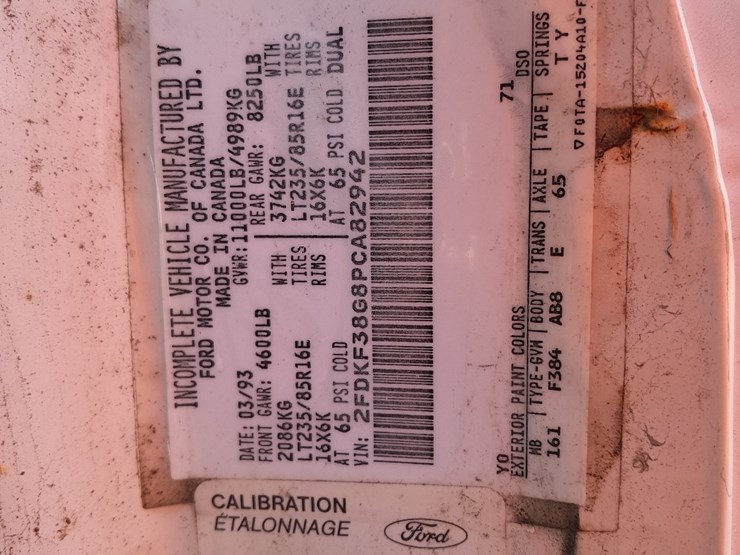 INCOMPLETE VEHICLE MANUFACTURED BY
FORD MOTOR CO. OF CANADA LTD.
MADE IN CANADA
DATE: 03/93 GVWR: 11000LB/4989KG
FRONT GAWR: 4600LB REAR GAWR: 8250LB
2086KG WITH 3742KG WITH
LT235/85R16E TIRES LT235/85R16E TIRES
16X6K RIMS 16X6K RIMS
AT 65 PSI COLD AT 65 PSI COLD DUAL
VIN: 2FDKF38G8PCA82942
YO 71
EXTERIOR PAINT COLORS DSO
WB TYPE-GVW BODY TRANS AXLE TAPE SPRINGS
161 F384 AB8 E 65 T Y
▽F0TA-15204A10-F
CALIBRATION
ÉTALONNAGE
Ford